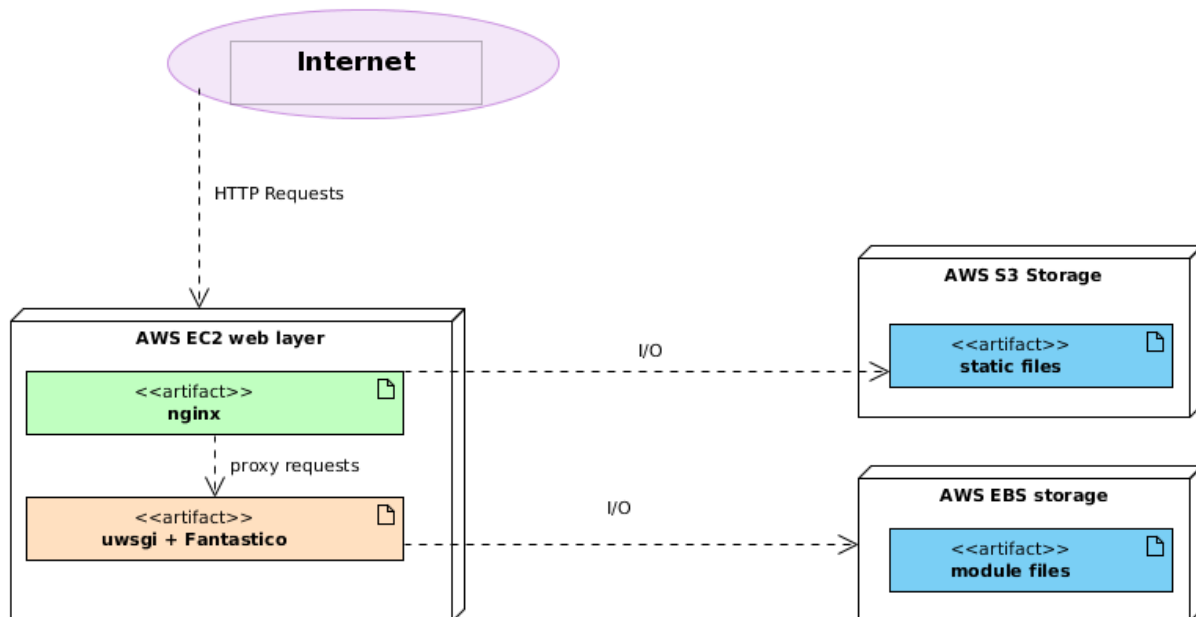 Internet
HTTP Requests
AWS EC2 web layer
<<artifact>>
nginx
proxy requests
<<artifact>>
uwsgi + Fantastico
I/O
I/O
AWS S3 Storage
<<artifact>>
static files
AWS EBS storage
<<artifact>>
module files